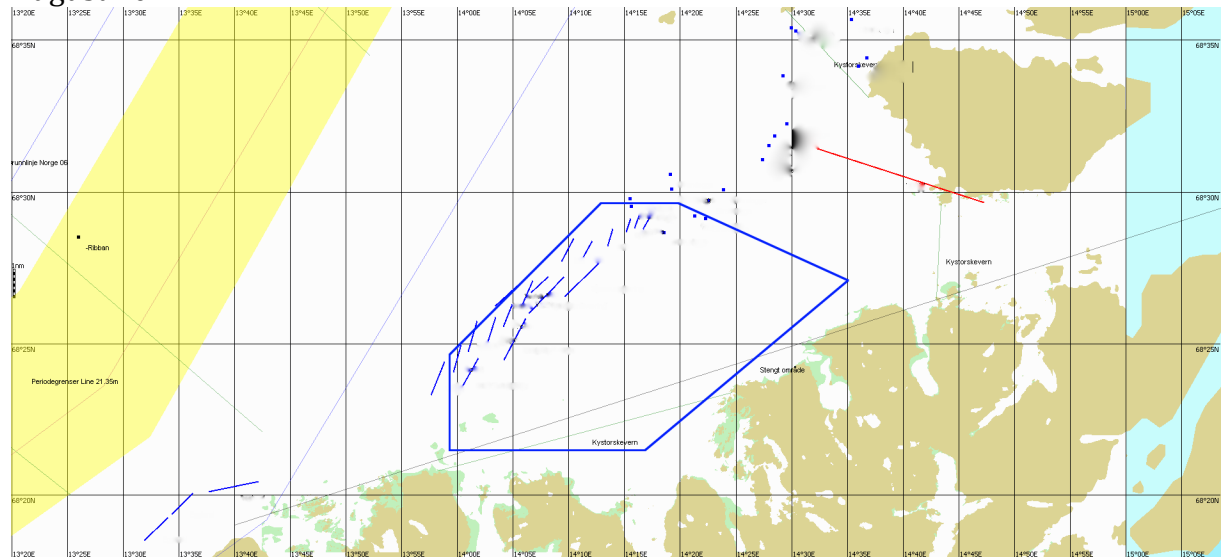 13°20E 13°25E 13°30E 13°35E 13°40E 13°45E 13°50E 13°55E 14°00E 14°05E 14°10E 14°15E 14°20E 14°25E 14°30E 14°35E 14°40E 14°45E 14°50E 14°55E 15°00E 15°05E
68°35N 68°35N
Kystorskevern
runnlinje Norge 06
68°30N 68°30N
-Ribban
Kystorskevern
1nm
68°25N 68°25N
Stengt område
Periodegrenser Line 21.35m
Kystorskevern
68°20N 68°20N
13°20E 13°25E 13°30E 13°35E 13°40E 13°45E 13°50E 13°55E 14°00E 14°05E 14°10E 14°15E 14°20E 14°25E 14°30E 14°35E 14°40E 14°45E 14°50E 14°55E 15°00E 15°05E